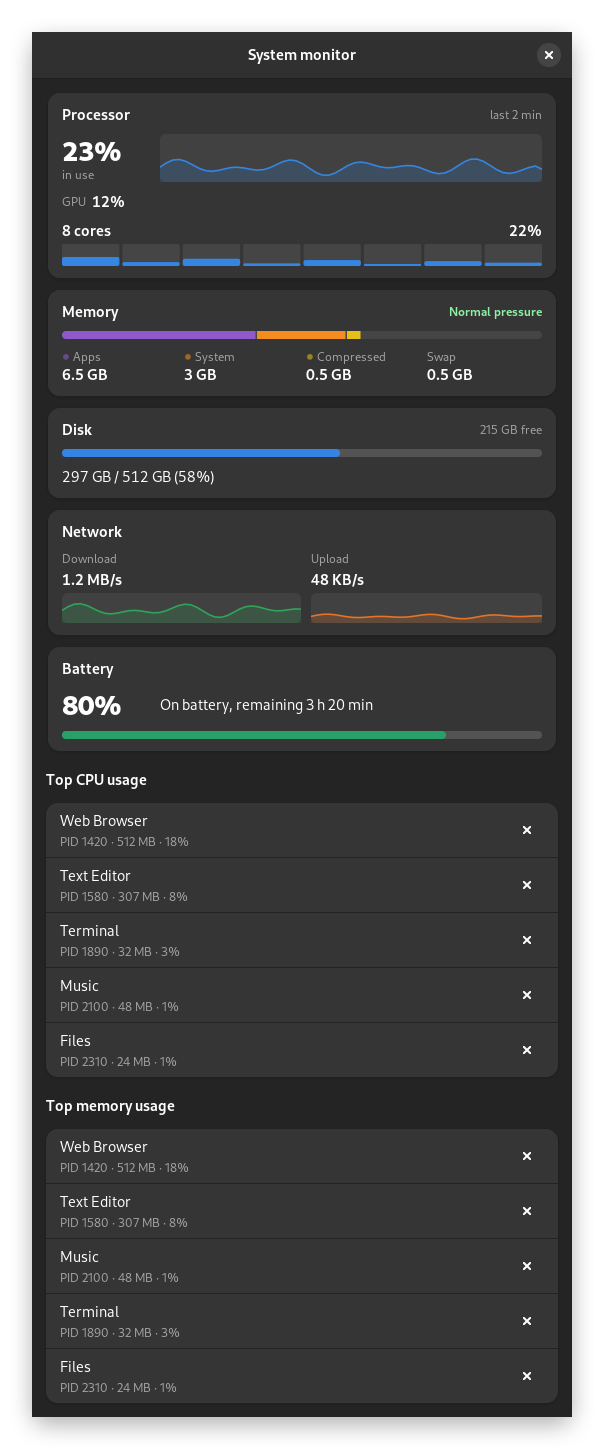 System monitor
Processor
last 2 min
23%
in use
GPU 12%
8 cores
22%
Memory
Normal pressure
Apps
System
Compressed
Swap
6.5 GB
3 GB
0.5 GB
0.5 GB
Disk
215 GB free
297 GB / 512 GB (58%)
Network
Download
Upload
1.2 MB/s
48 KB/s
Battery
80%
On battery, remaining 3 h 20 min
Top CPU usage
Web Browser
PID 1420 · 512 MB · 18%
Text Editor
PID 1580 · 307 MB · 8%
Terminal
PID 1890 · 32 MB · 3%
Music
PID 2100 · 48 MB · 1%
Files
PID 2310 · 24 MB · 1%
Top memory usage
Web Browser
PID 1420 · 512 MB · 18%
Text Editor
PID 1580 · 307 MB · 8%
Music
PID 2100 · 48 MB · 1%
Terminal
PID 1890 · 32 MB · 3%
Files
PID 2310 · 24 MB · 1%